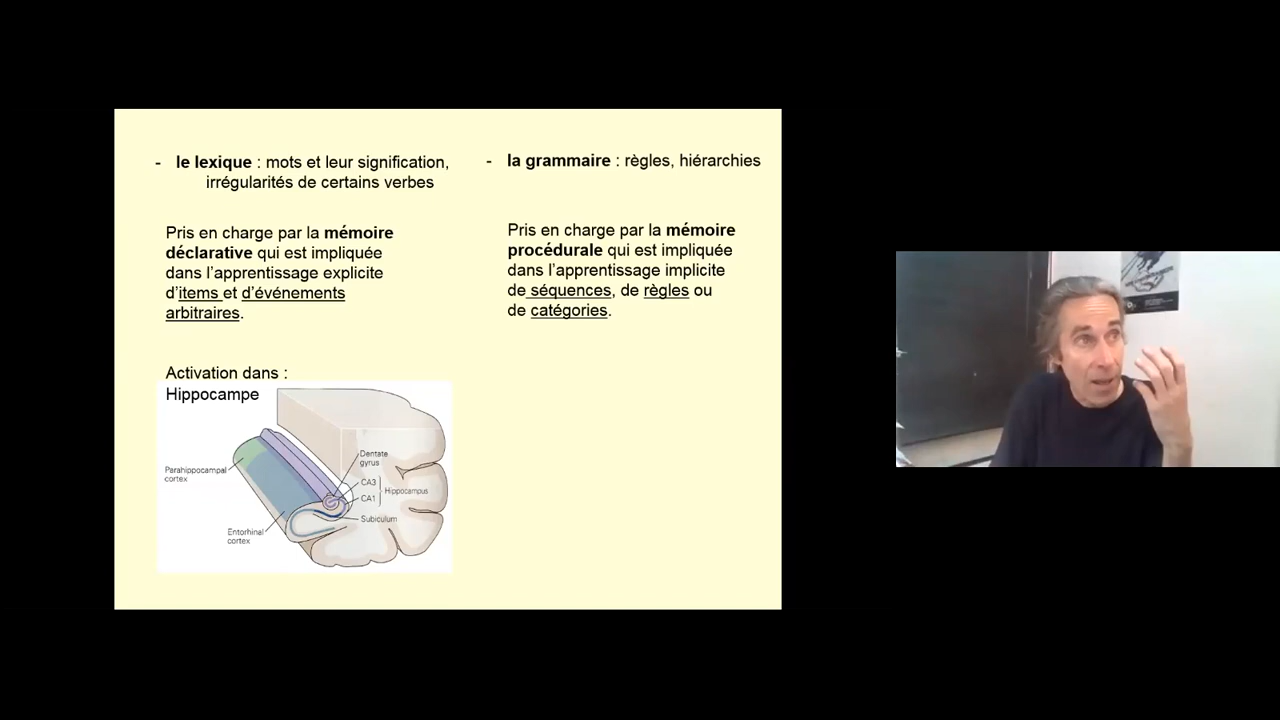 - le lexique : mots et leur signification,
irrégularités de certains verbes
Pris en charge par la mémoire
déclarative qui est impliquée
dans l’apprentissage explicite
d’items et d’événements
arbitraires.
Activation dans :
Hippocampe
Parahippocampal
cortex
Entorhinal
cortex
Dentate
gyrus
CA3
CA1
Hippocampus
Subiculum
- la grammaire : règles, hiérarchies
Pris en charge par la mémoire
procédurale qui est impliquée
dans l’apprentissage implicite
de séquences, de règles ou
de catégories.